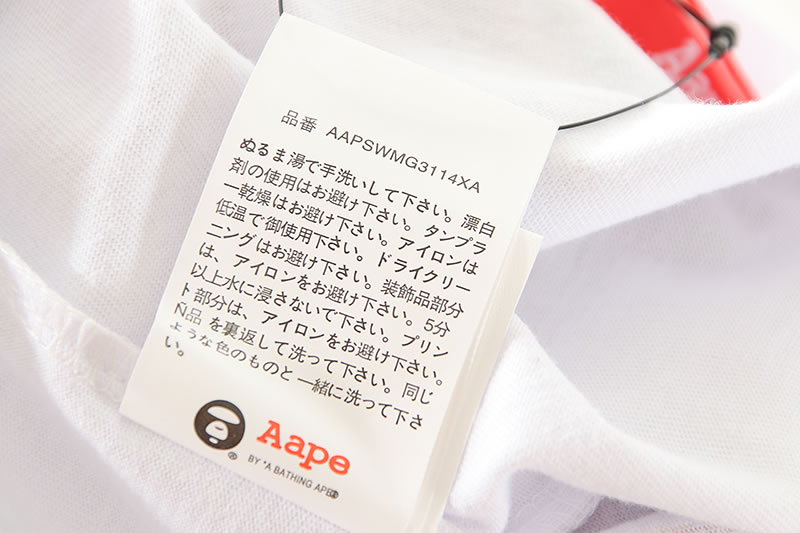 品番 AAPSWMG3114XA
ぬるま湯で手洗いして下さい。漂白
剤の使用はお避け下さい。タンブラ
ー乾燥はお避け下さい。アイロンは
低温で御使用下さい。ドライクリー
ニングはお避け下さい。装飾品部分
は、アイロンをお避け下さい。5分
以上水に浸さないで下さい。プリン
ト部分は、アイロンをお避け下さい。
品を裏返して洗って下さい。同じ
ような色のものと一緒に洗って下さ
い。
Aape
BY *A BATHING APE®
Aape